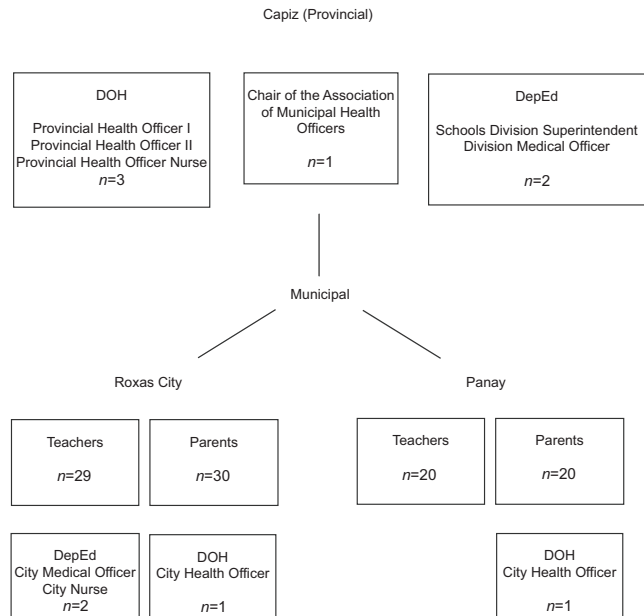 Capiz (Provincial)
DOH
Provincial Health Officer I
Provincial Health Officer II
Provincial Health Officer Nurse
n=3
Chair of the Association
of Municipal Health
Officers
n=1
DepEd
Schools Division Superintendent
Division Medical Officer
n=2
Municipal
Roxas City
Panay
Teachers
n=29
Parents
n=30
Teachers
n=20
Parents
n=20
DepEd
City Medical Officer
City Nurse
n=2
DOH
City Health Officer
n=1
DOH
City Health Officer
n=1